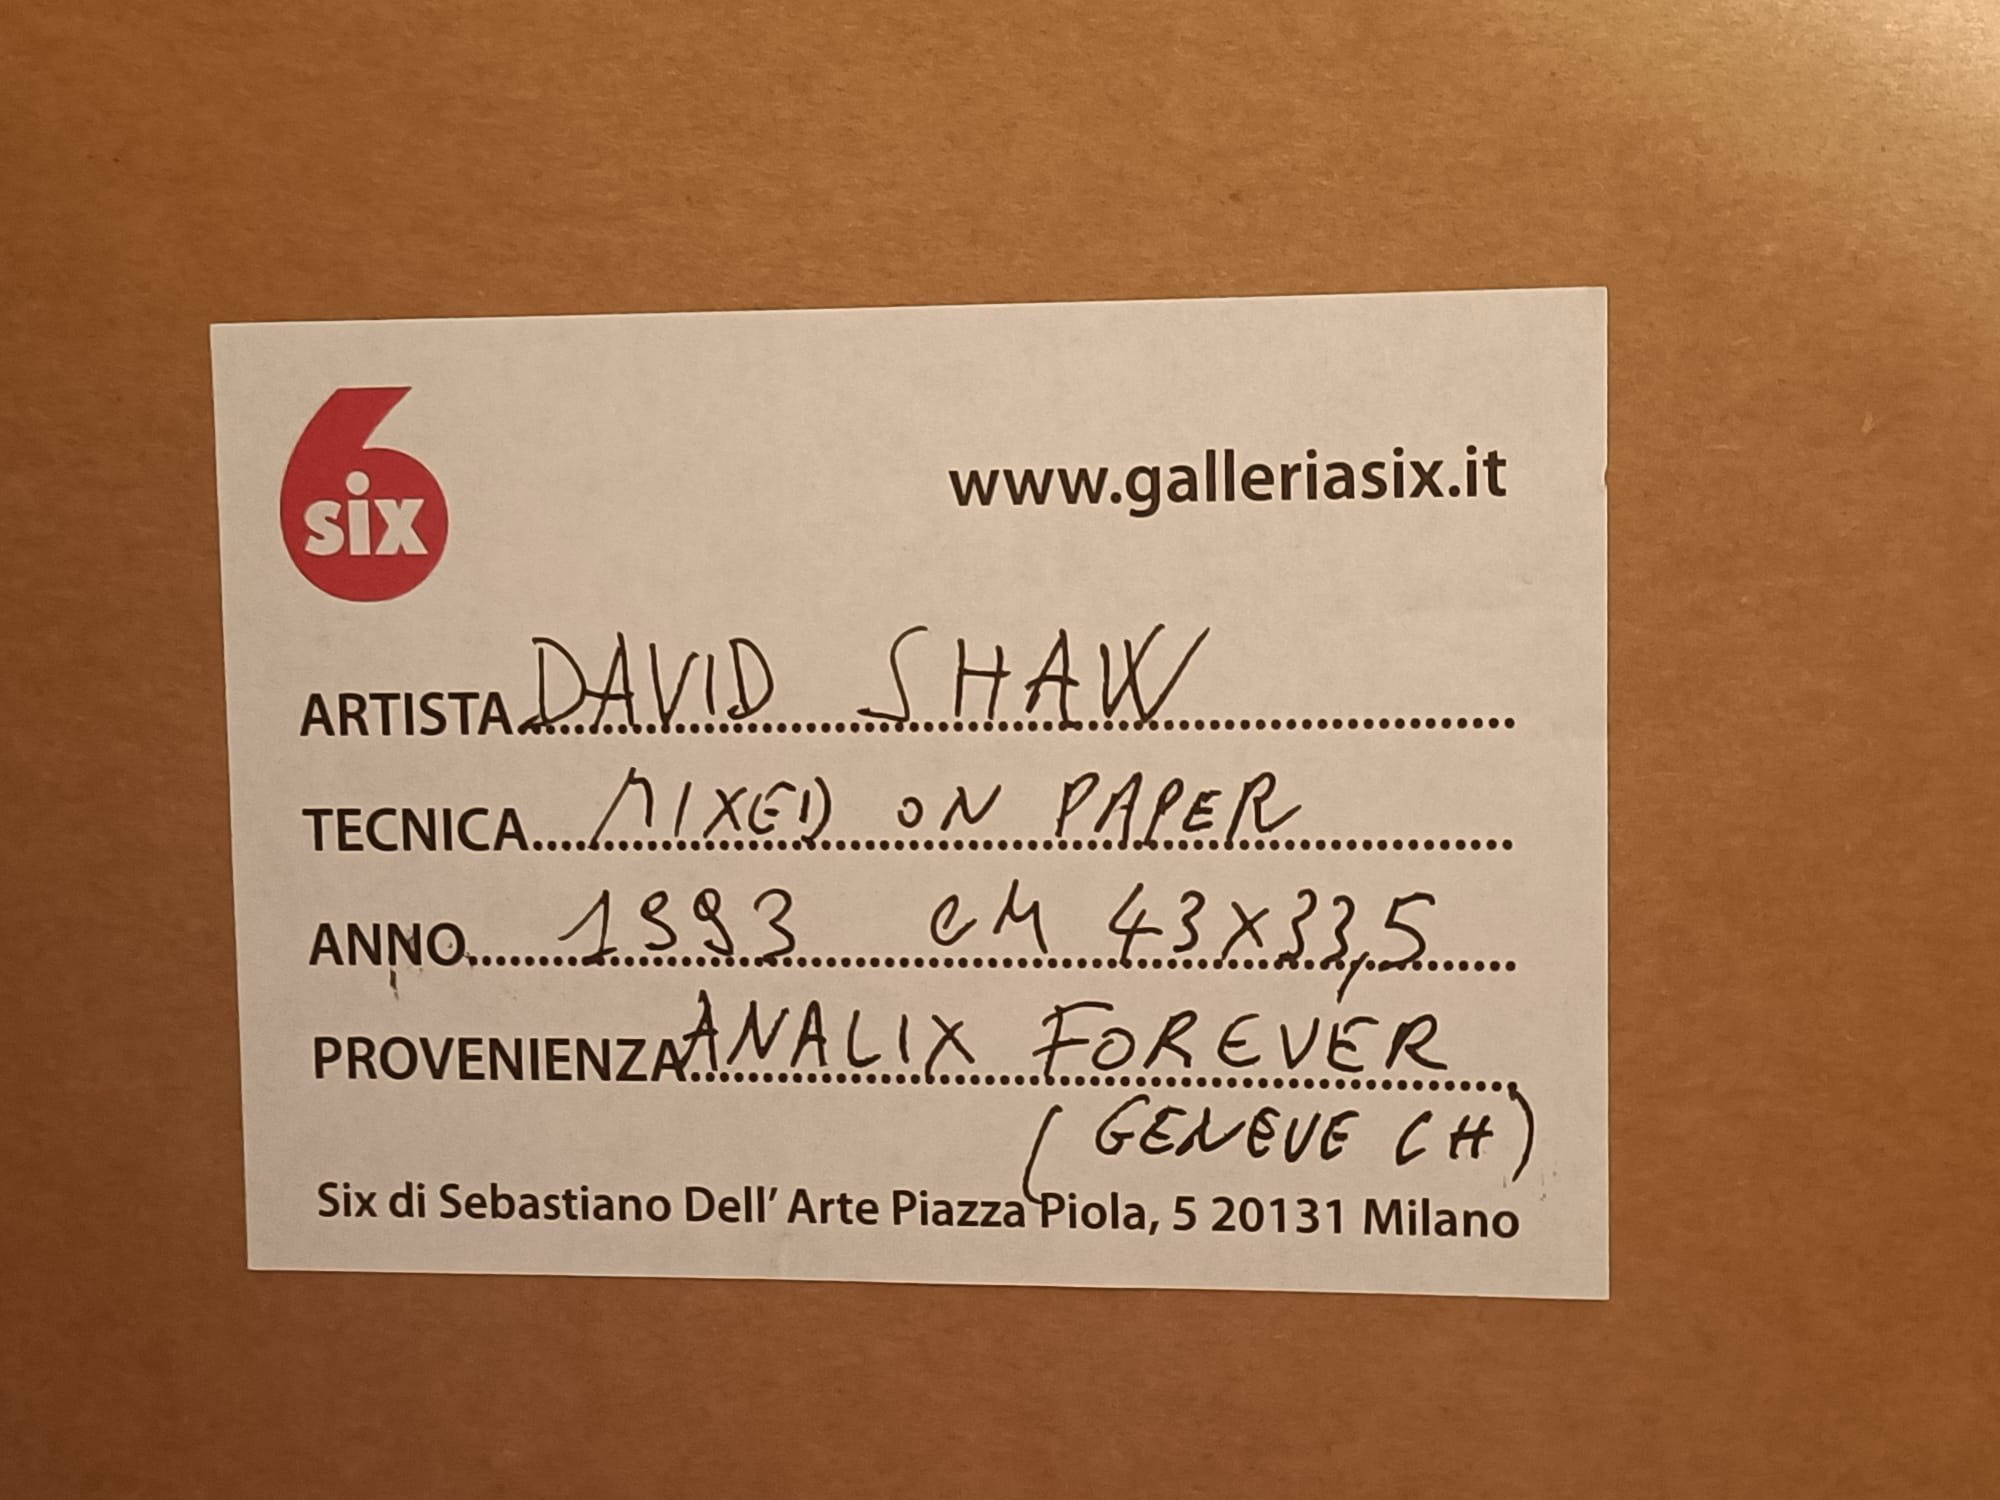 6
six
www.galleriasix.it
ARTISTA DAVID SHAW
TECNICA MIXED ON PAPER
ANNO 1993 CM 43X33,5
PROVENIENZA ANALIX FOREVER
(GENEVE CH)
Six di Sebastiano Dell' Arte Piazza Piola, 5 20131 Milano